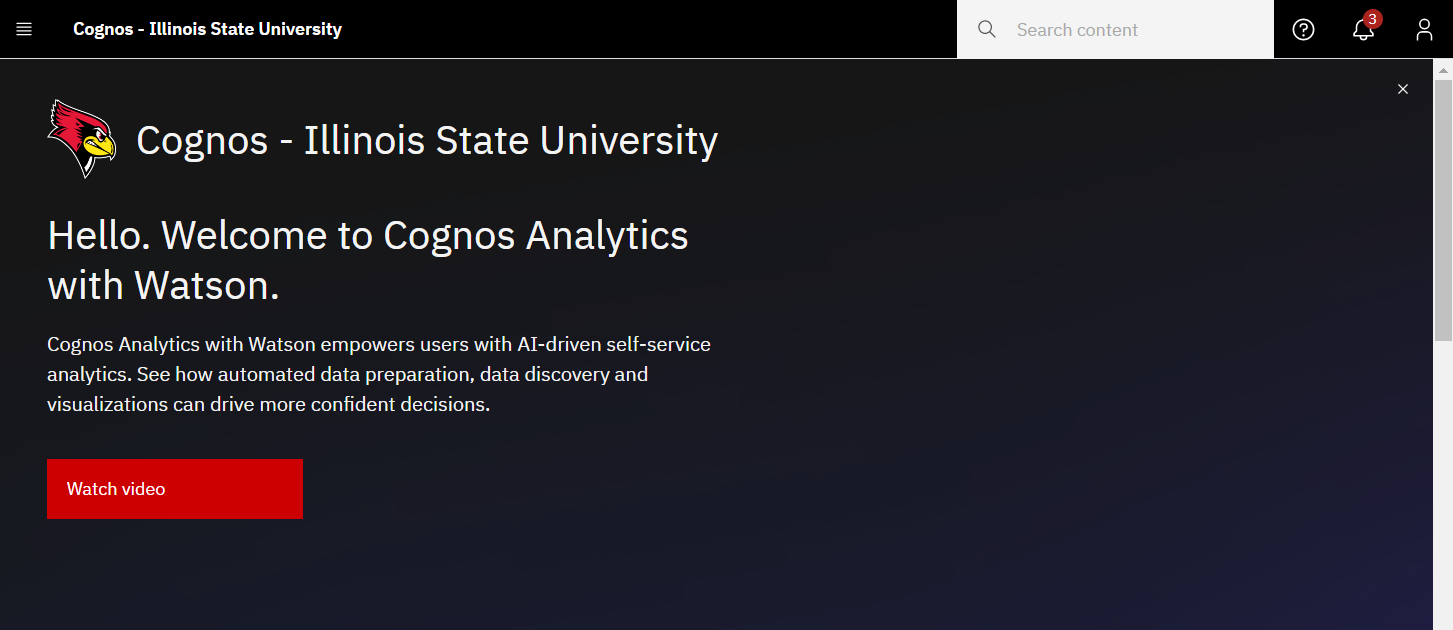 Cognos - Illinois State University
Search content
3
Cognos - Illinois State University
Hello. Welcome to Cognos Analytics
with Watson.
Cognos Analytics with Watson empowers users with AI-driven self-service
analytics. See how automated data preparation, data discovery and
visualizations can drive more confident decisions.
Watch video